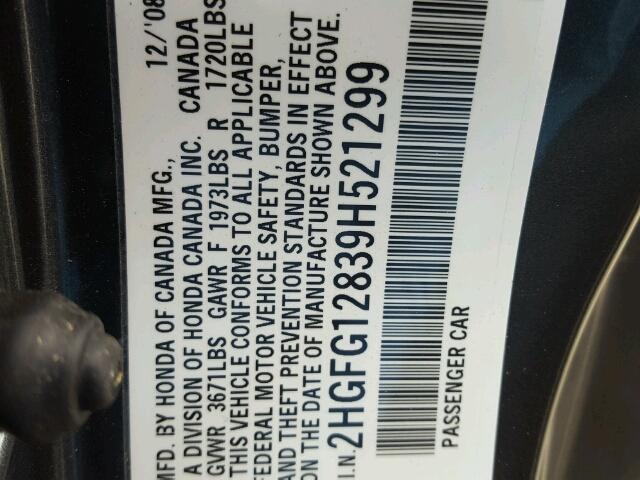 MFD. BY HONDA OF CANADA MFG., 12/'08
A DIVISION OF HONDA CANADA INC. CANADA
GVWR 3671LBS GAWR F 1973LBS R 1720LBS
THIS VEHICLE CONFORMS TO ALL APPLICABLE
FEDERAL MOTOR VEHICLE SAFETY, BUMPER,
AND THEFT PREVENTION STANDARDS IN EFFECT
ON THE DATE OF MANUFACTURE SHOWN ABOVE.
I.N. 2HGFG12839H521299
PASSENGER CAR